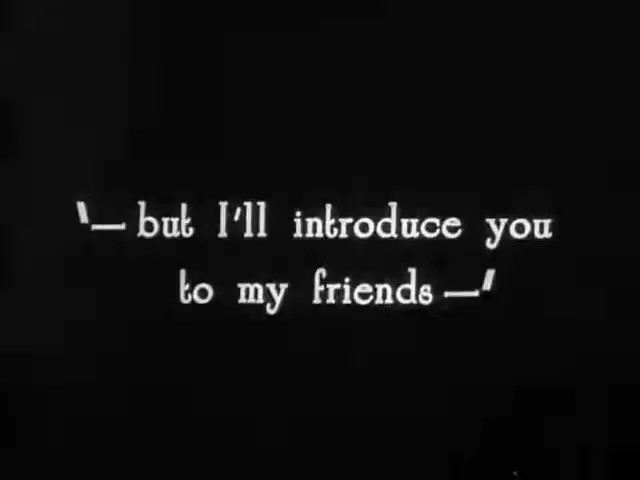 "— but I'll introduce you
to my friends —"